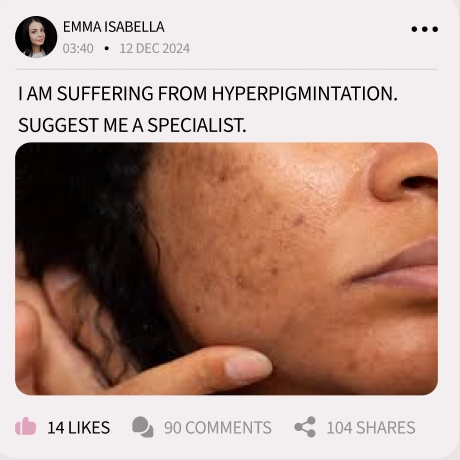 EMMA ISABELLA
03:40 • 12 DEC 2024
I AM SUFFERING FROM HYPERPIGMINTATION.
SUGGEST ME A SPECIALIST.
14 LIKES 90 COMMENTS 104 SHARES